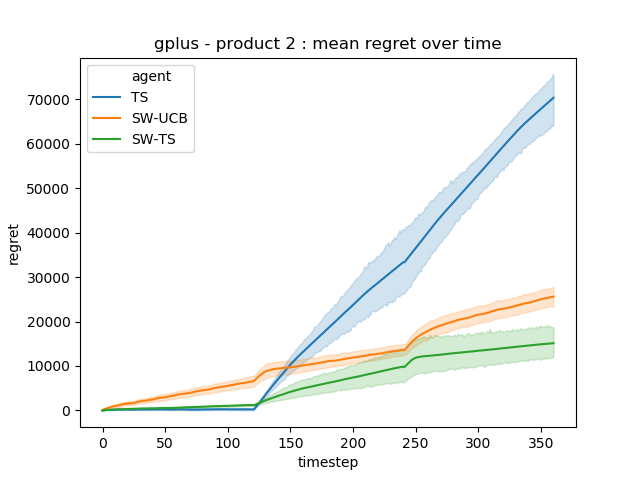 gplus - product 2 : mean regret over time
agent
TS
SW-UCB
SW-TS
regret
70000
60000
50000
40000
30000
20000
10000
0
0 50 100 150 200 250 300 350
timestep